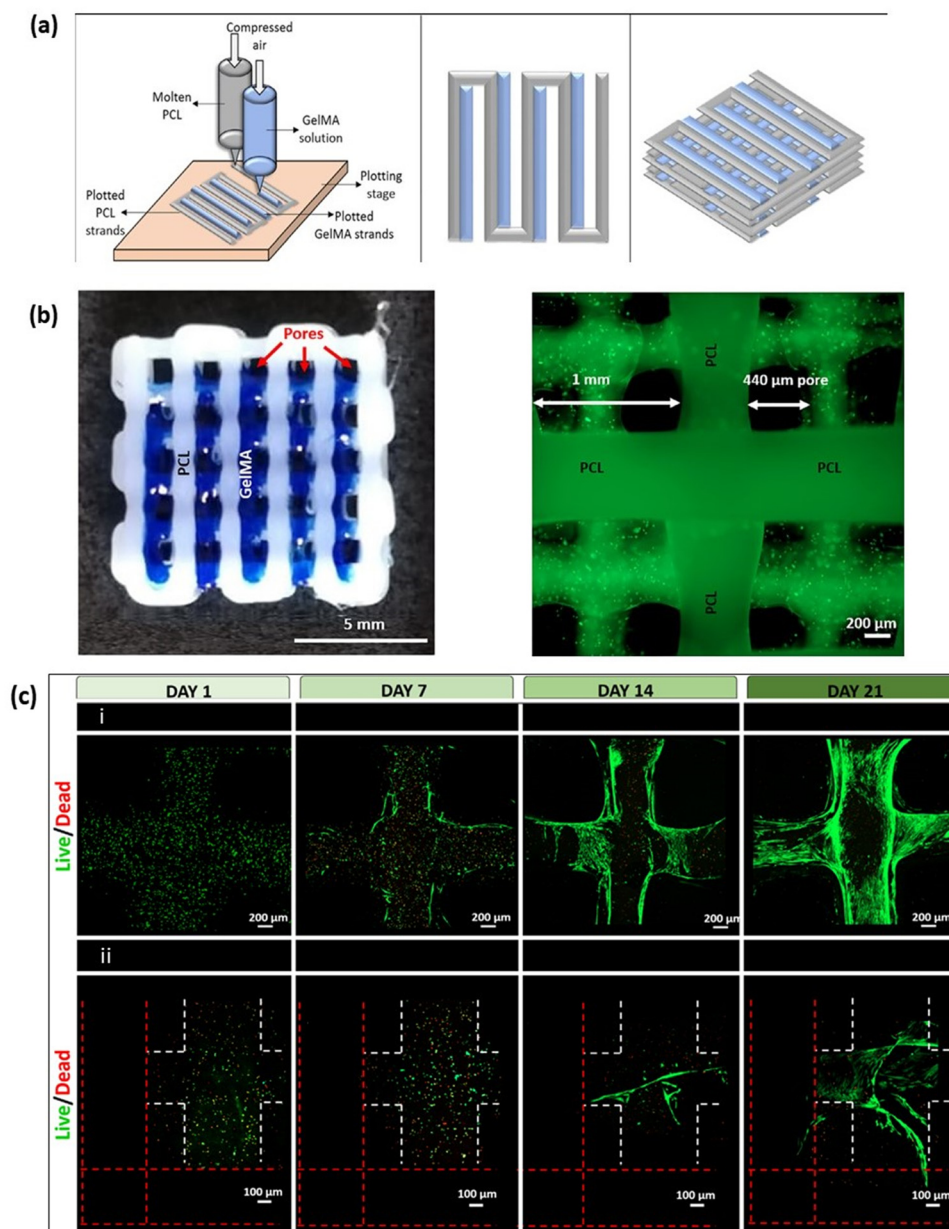 (a)
Compressed
air
Molten
PCL
GelMA
solution
Plotting
stage
Plotted
PCL
strands
Plotted
GelMA strands
(b)
Pores
PCL
GelMA
5 mm
PCL
1 mm
440 µm pore
PCL
PCL
PCL
200 µm
(c)
DAY 1
DAY 7
DAY 14
DAY 21
i
Live/Dead
200 µm
200 µm
200 µm
200 µm
ii
Live/Dead
100 µm
100 µm
100 µm
100 µm